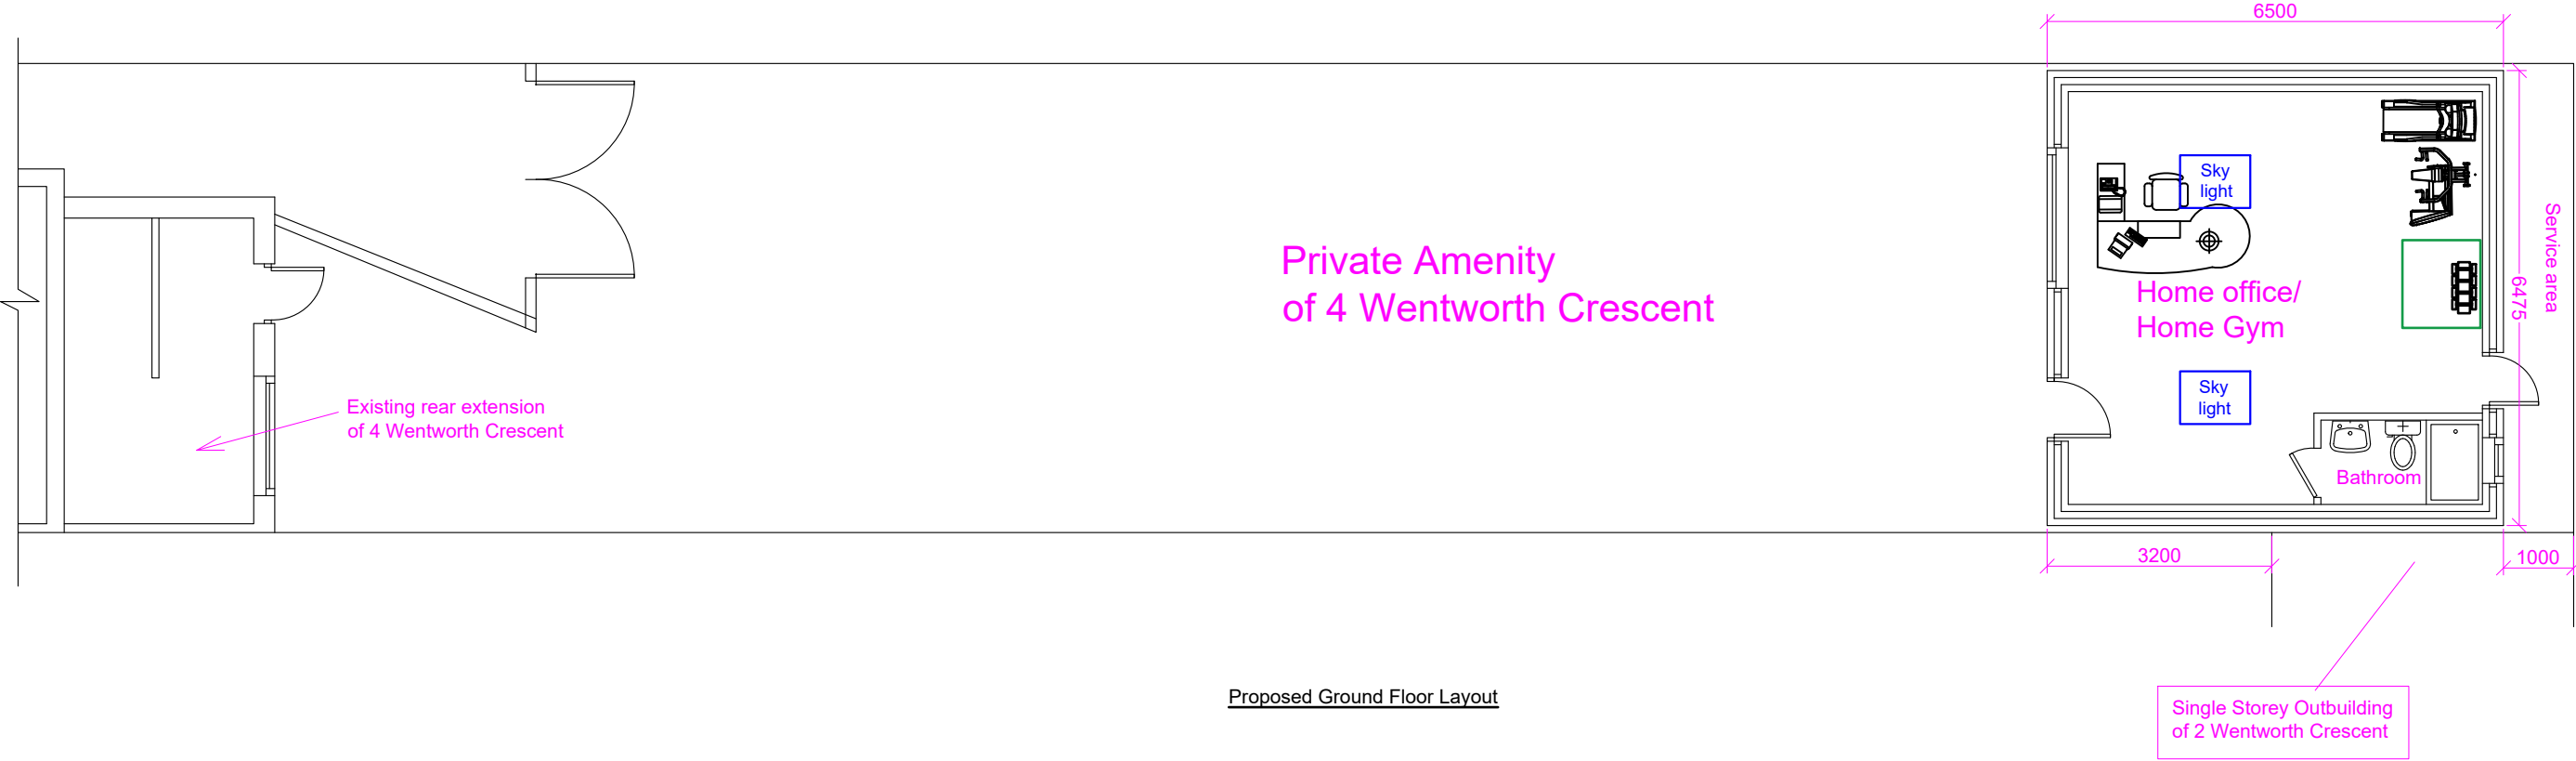 6500
Sky
light
Service area
6475
Private Amenity
of 4 Wentworth Crescent
Home office/
Home Gym
Existing rear extension
of 4 Wentworth Crescent
Sky
light
Bathroom
3200
1000
Proposed Ground Floor Layout
Single Storey Outbuilding
of 2 Wentworth Crescent